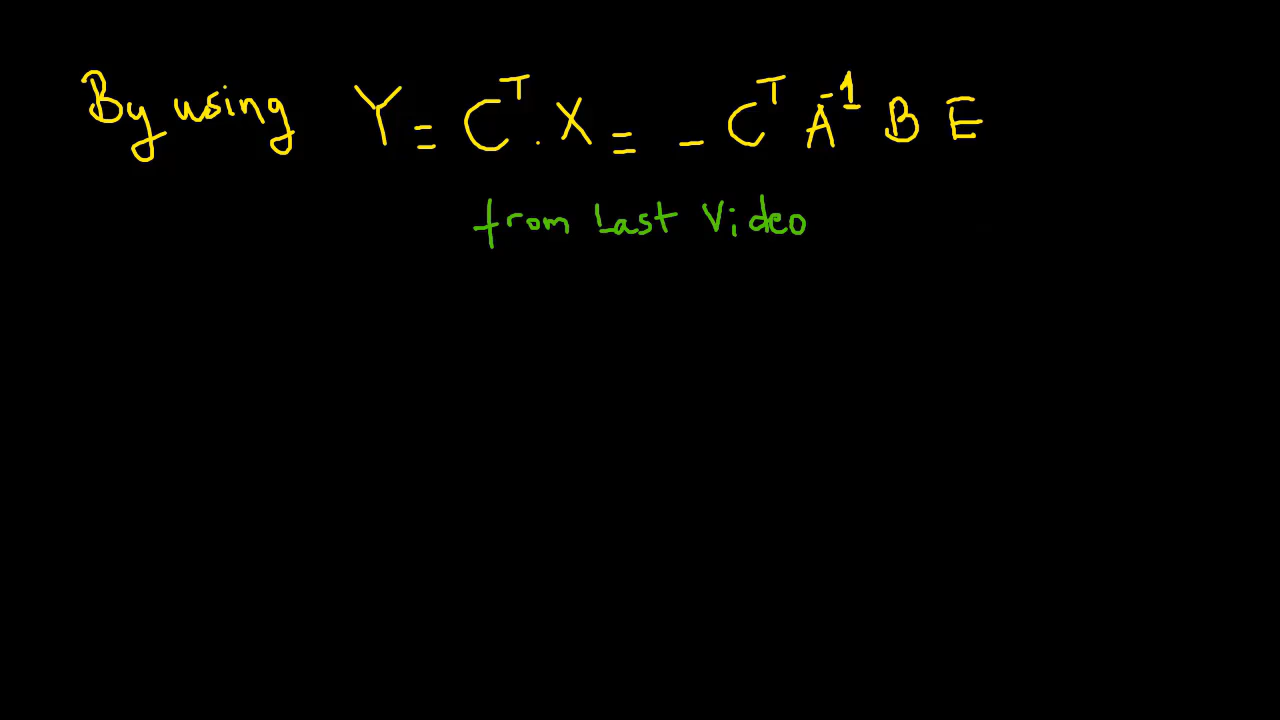 By using Y = C^T . X = - C^T A^-1 B E
from Last Video